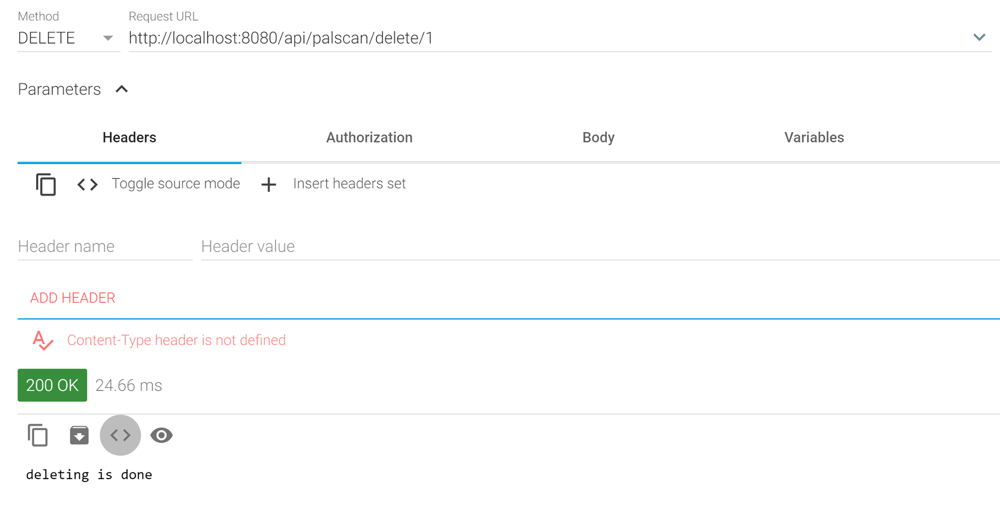 Method
Request URL
DELETE
http://localhost:8080/api/palscan/delete/1
Parameters
Headers
Authorization
Body
Variables
Toggle source mode
Insert headers set
Header name
Header value
ADD HEADER
Content-Type header is not defined
200 OK
24.66 ms
deleting is done